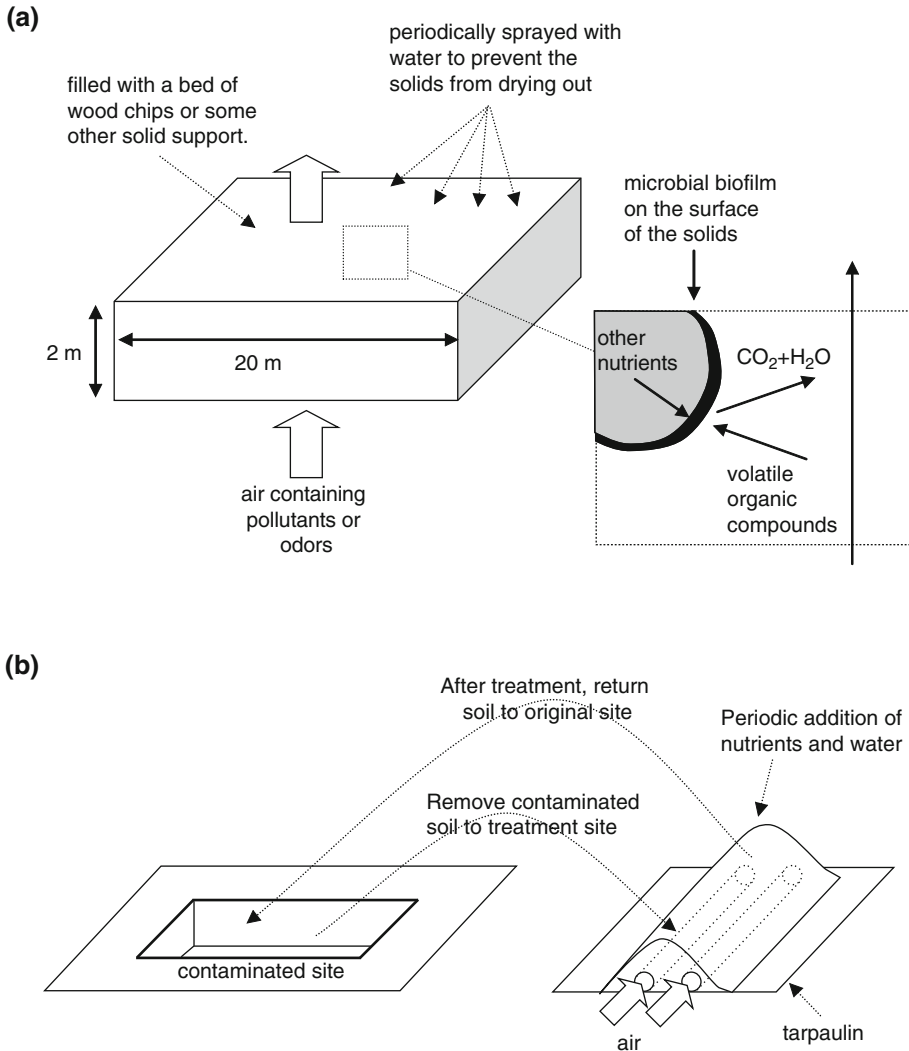 (a)
periodically sprayed with
water to prevent the
solids from drying out
filled with a bed of
wood chips or some
other solid support.
microbial biofilm
on the surface
of the solids
2 m
20 m
other
nutrients
CO₂+H₂O
volatile
organic
compounds
air containing
pollutants or
odors
(b)
After treatment, return
soil to original site
Periodic addition of
nutrients and water
Remove contaminated
soil to treatment site
contaminated site
air
tarpaulin